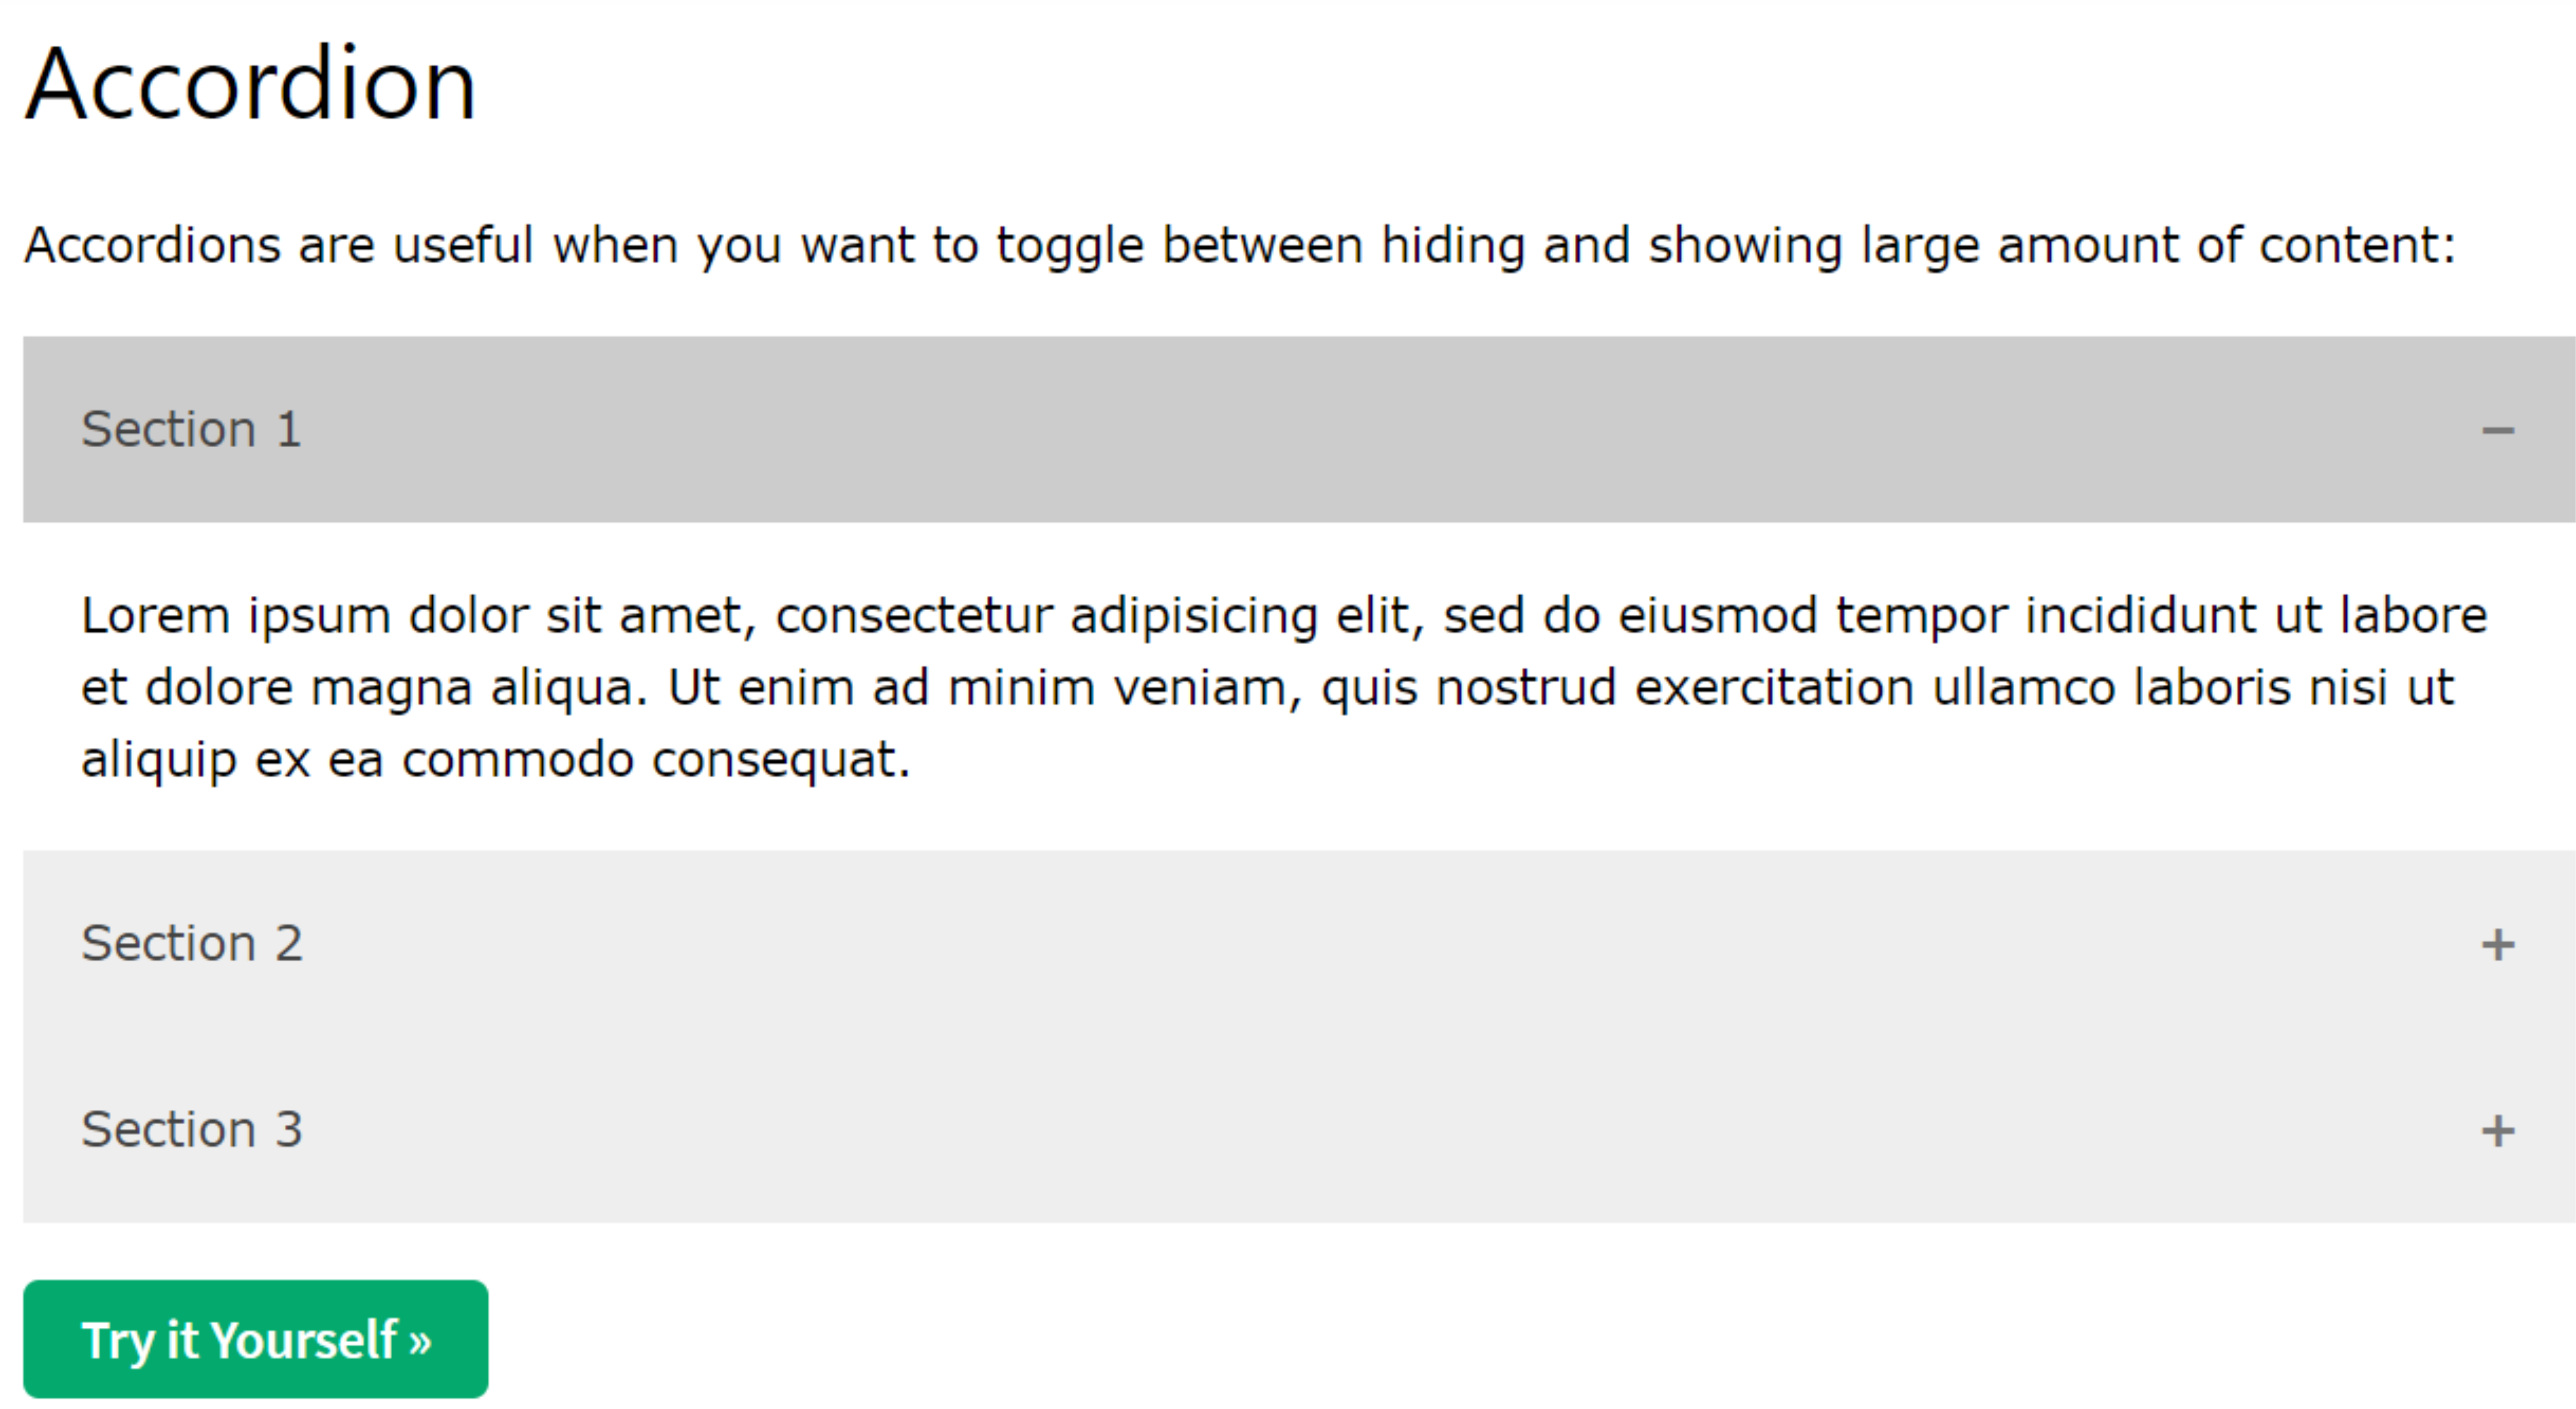 Accordion
Accordions are useful when you want to toggle between hiding and showing large amount of content:
Section 1 −
Lorem ipsum dolor sit amet, consectetur adipisicing elit, sed do eiusmod tempor incididunt ut labore
et dolore magna aliqua. Ut enim ad minim veniam, quis nostrud exercitation ullamco laboris nisi ut
aliquip ex ea commodo consequat.
Section 2 +
Section 3 +
Try it Yourself »